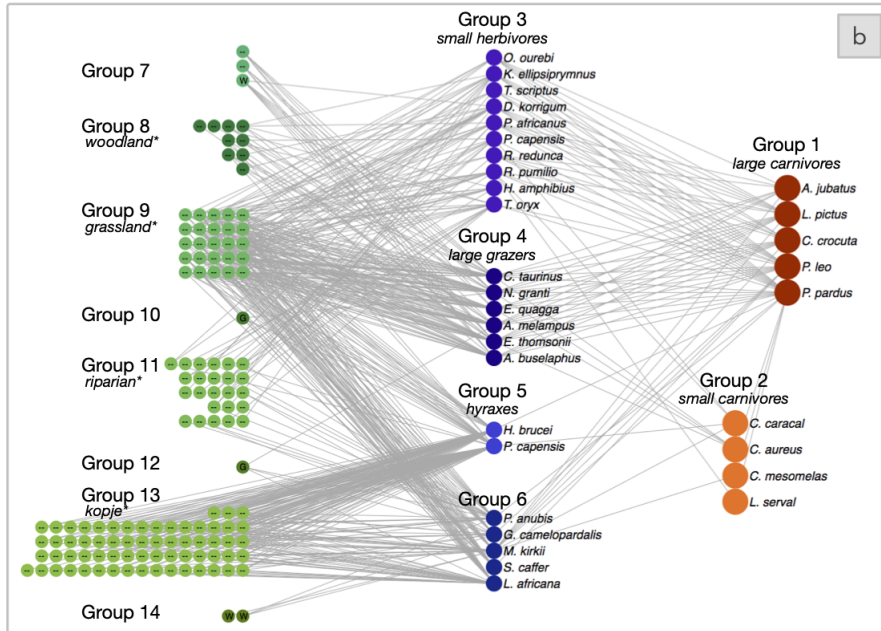 b
Group 7
--
--
W
Group 8
woodland*
-- -- -- --
-- --
-- --
--
Group 9
grassland*
-- -- -- -- --
-- -- -- -- --
-- -- -- -- --
-- -- -- -- --
-- -- -- -- --
Group 10
G
Group 11
riparian*
-- -- -- -- -- --
-- -- -- -- --
-- -- -- -- --
-- -- --
-- -- -- -- --
Group 12
G
Group 13
kopje*
-- -- --
-- -- -- -- -- -- -- -- -- -- -- -- -- -- --
-- -- -- -- -- -- -- -- -- -- -- -- -- -- --
-- -- -- -- -- -- -- -- -- -- -- -- -- -- --
-- -- -- -- -- -- -- -- -- -- -- -- -- -- -- --
Group 14
W W
Group 3
small herbivores
O. ourebi
K. ellipsiprymnus
T. scriptus
D. korrigum
P. africanus
P. capensis
R. redunca
R. pumilio
H. amphibius
T. oryx
Group 4
large grazers
C. taurinus
N. granti
E. quagga
A. melampus
E. thomsonii
A. buselaphus
Group 5
hyraxes
H. brucei
P. capensis
Group 6
P. anubis
G. camelopardalis
M. kirkii
S. caffer
L. africana
Group 1
large carnivores
A. jubatus
L. pictus
C. crocuta
P. leo
P. pardus
Group 2
small carnivores
C. caracal
C. aureus
C. mesomelas
L. serval